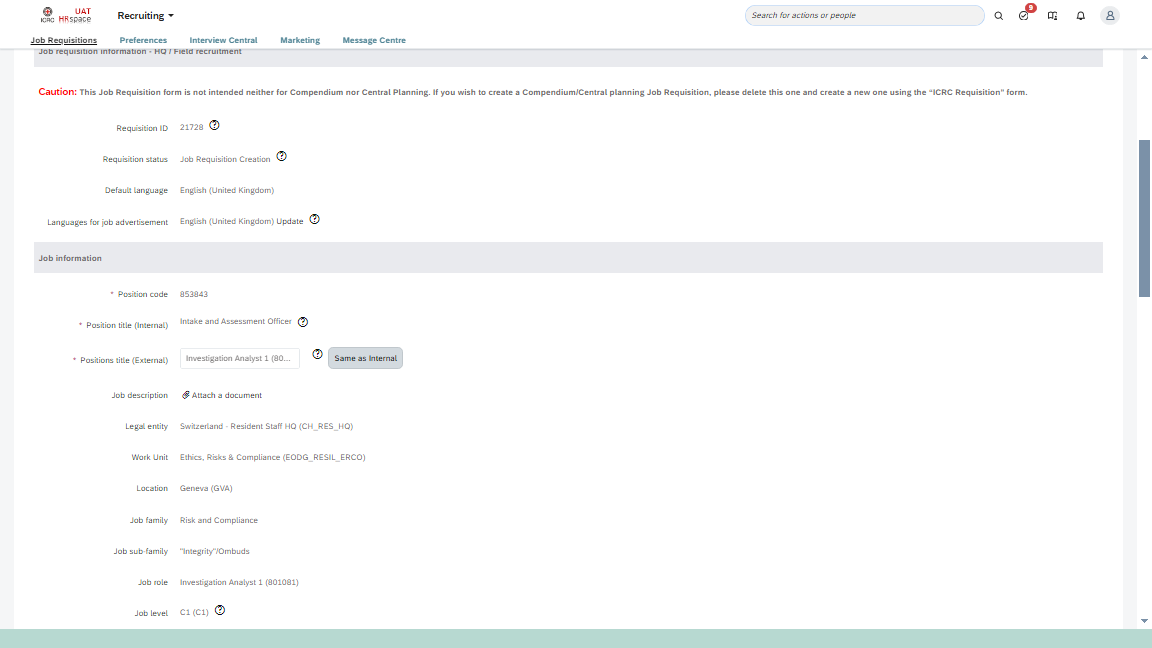 ICRC
UAT
HRspace
Recruiting
Search for actions or people
9
Job Requisitions Preferences Interview Central Marketing Message Centre
Job requisition information - HQ / Field recruitment
Caution: This Job Requisition form is not intended neither for Compendium nor Central Planning. If you wish to create a Compendium/Central planning Job Requisition, please delete this one and create a new one using the “ICRC Requisition” form.
Requisition ID 21728
Requisition status Job Requisition Creation
Default language English (United Kingdom)
Languages for job advertisement English (United Kingdom) Update
Job information
* Position code 853843
* Position title (Internal) Intake and Assessment Officer
* Positions title (External) Investigation Analyst 1 (80... Same as Internal
Job description Attach a document
Legal entity Switzerland - Resident Staff HQ (CH_RES_HQ)
Work Unit Ethics, Risks & Compliance (EODG_RESIL_ERCO)
Location Geneva (GVA)
Job family Risk and Compliance
Job sub-family "Integrity"/Ombuds
Job role Investigation Analyst 1 (801081)
Job level C1 (C1)